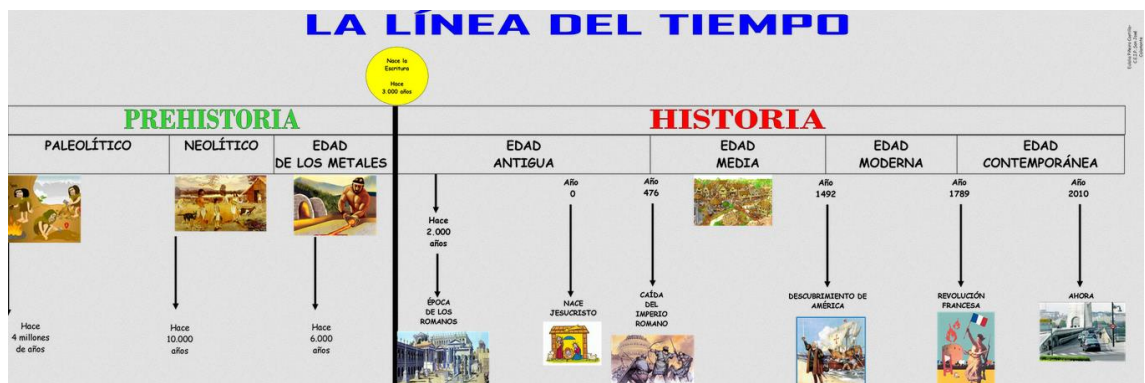 LA LÍNEA DEL TIEMPO
Nace la
Escritura
Hace
3.000 años
PREHISTORIA
HISTORIA
PALEOLÍTICO
NEOLÍTICO
EDAD
DE LOS METALES
EDAD
ANTIGUA
EDAD
MEDIA
EDAD
MODERNA
EDAD
CONTEMPORÁNEA
Año
0
Año
476
Año
1492
Año
1789
Año
2010
Hace
2.000
años
Hace
4 millones
de años
Hace
10.000
años
Hace
6.000
años
ÉPOCA
DE LOS
ROMANOS
NACE
JESUCRISTO
CAÍDA
DEL
IMPERIO
ROMANO
DESCUBRIMIENTO DE
AMÉRICA
REVOLUCIÓN
FRANCESA
AHORA